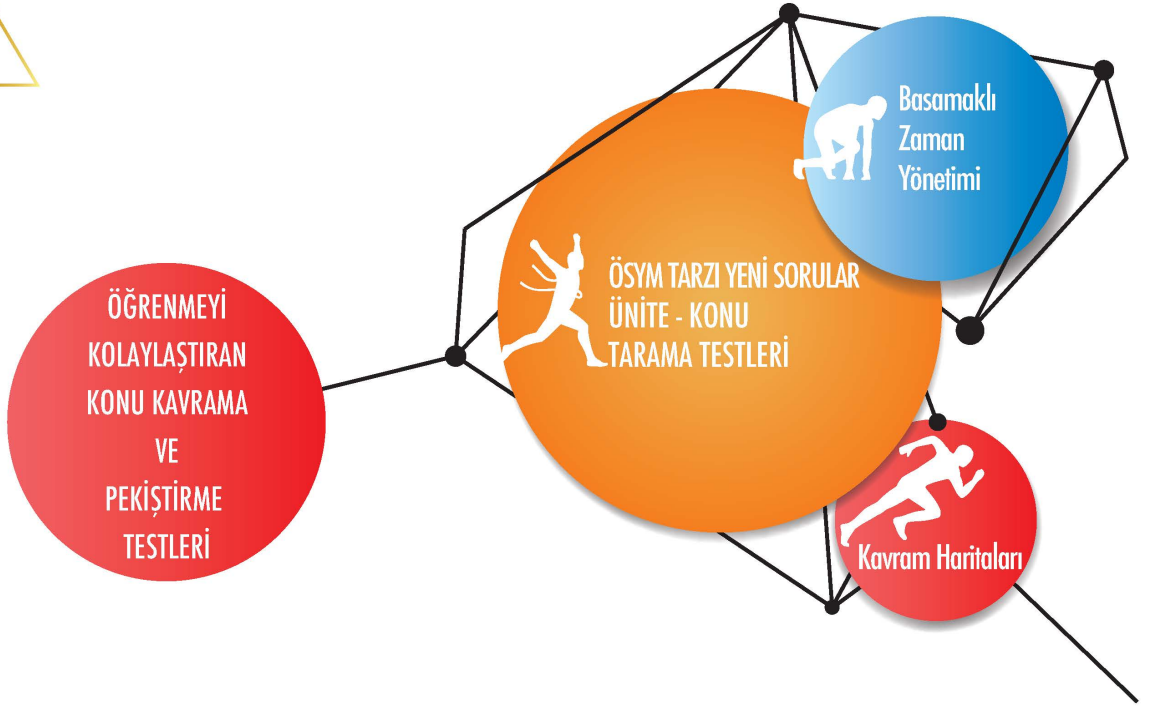 Basamaklı
Zaman
Yönetimi
ÖSYM TARZI YENİ SORULAR
ÜNİTE - KONU
TARAMA TESTLERİ
ÖĞRENMEYİ
KOLAYLAŞTIRAN
KONU KAVRAMA
VE
PEKİŞTİRME
TESTLERİ
Kavram Haritaları